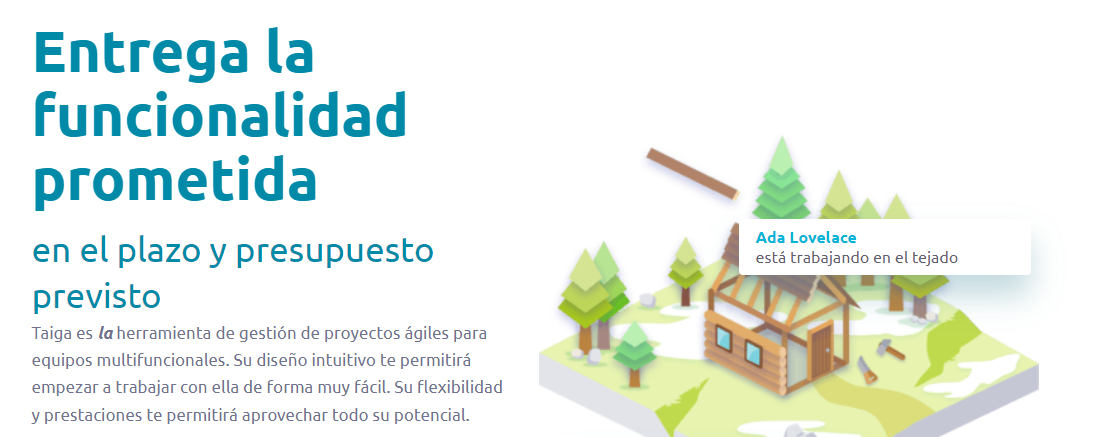 Entrega la
funcionalidad
prometida
en el plazo y presupuesto
previsto
Taiga es la herramienta de gestión de proyectos ágiles para
equipos multifuncionales. Su diseño intuitivo te permitirá
empezar a trabajar con ella de forma muy fácil. Su flexibilidad
y prestaciones te permitirá aprovechar todo su potencial.
Ada Lovelace
está trabajando en el tejado